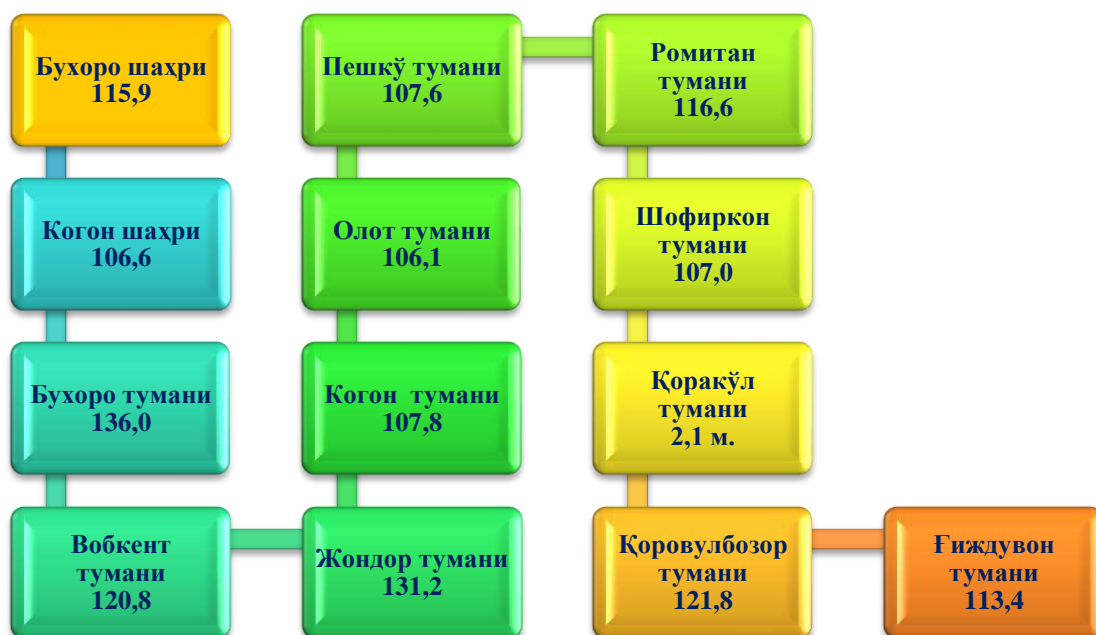 Бухоро шаҳри
115,9
Когон шаҳри
106,6
Бухоро тумани
136,0
Вобкент
тумани
120,8
Жондор тумани
131,2
Когон  тумани
107,8
Олот тумани
106,1
Пешкў тумани
107,6
Ромитан
тумани
116,6
Шофиркон
тумани
107,0
Қоракўл
тумани
2,1 м.
Қоровулбозор
тумани
121,8
Ғиждувон
тумани
113,4